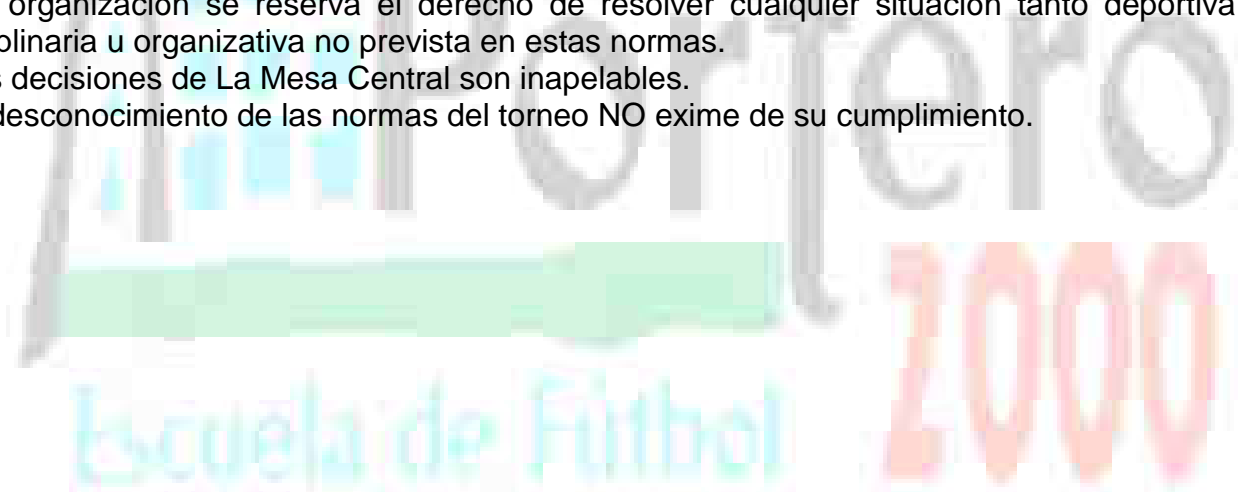 organización se reserva el derecho de resolver cualquier situación tanto deportiva
olinaria u organizativa no prevista en estas normas.
s decisiones de La Mesa Central son inapelables.
desconocimiento de las normas del torneo NO exime de su cumplimiento.
Portero
2000
Escuela de Fútbol